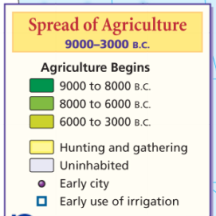 Spread of Agriculture
9000–3000 B.C.
Agriculture Begins
9000 to 8000 B.C.
8000 to 6000 B.C.
6000 to 3000 B.C.
Hunting and gathering
Uninhabited
Early city
Early use of irrigation